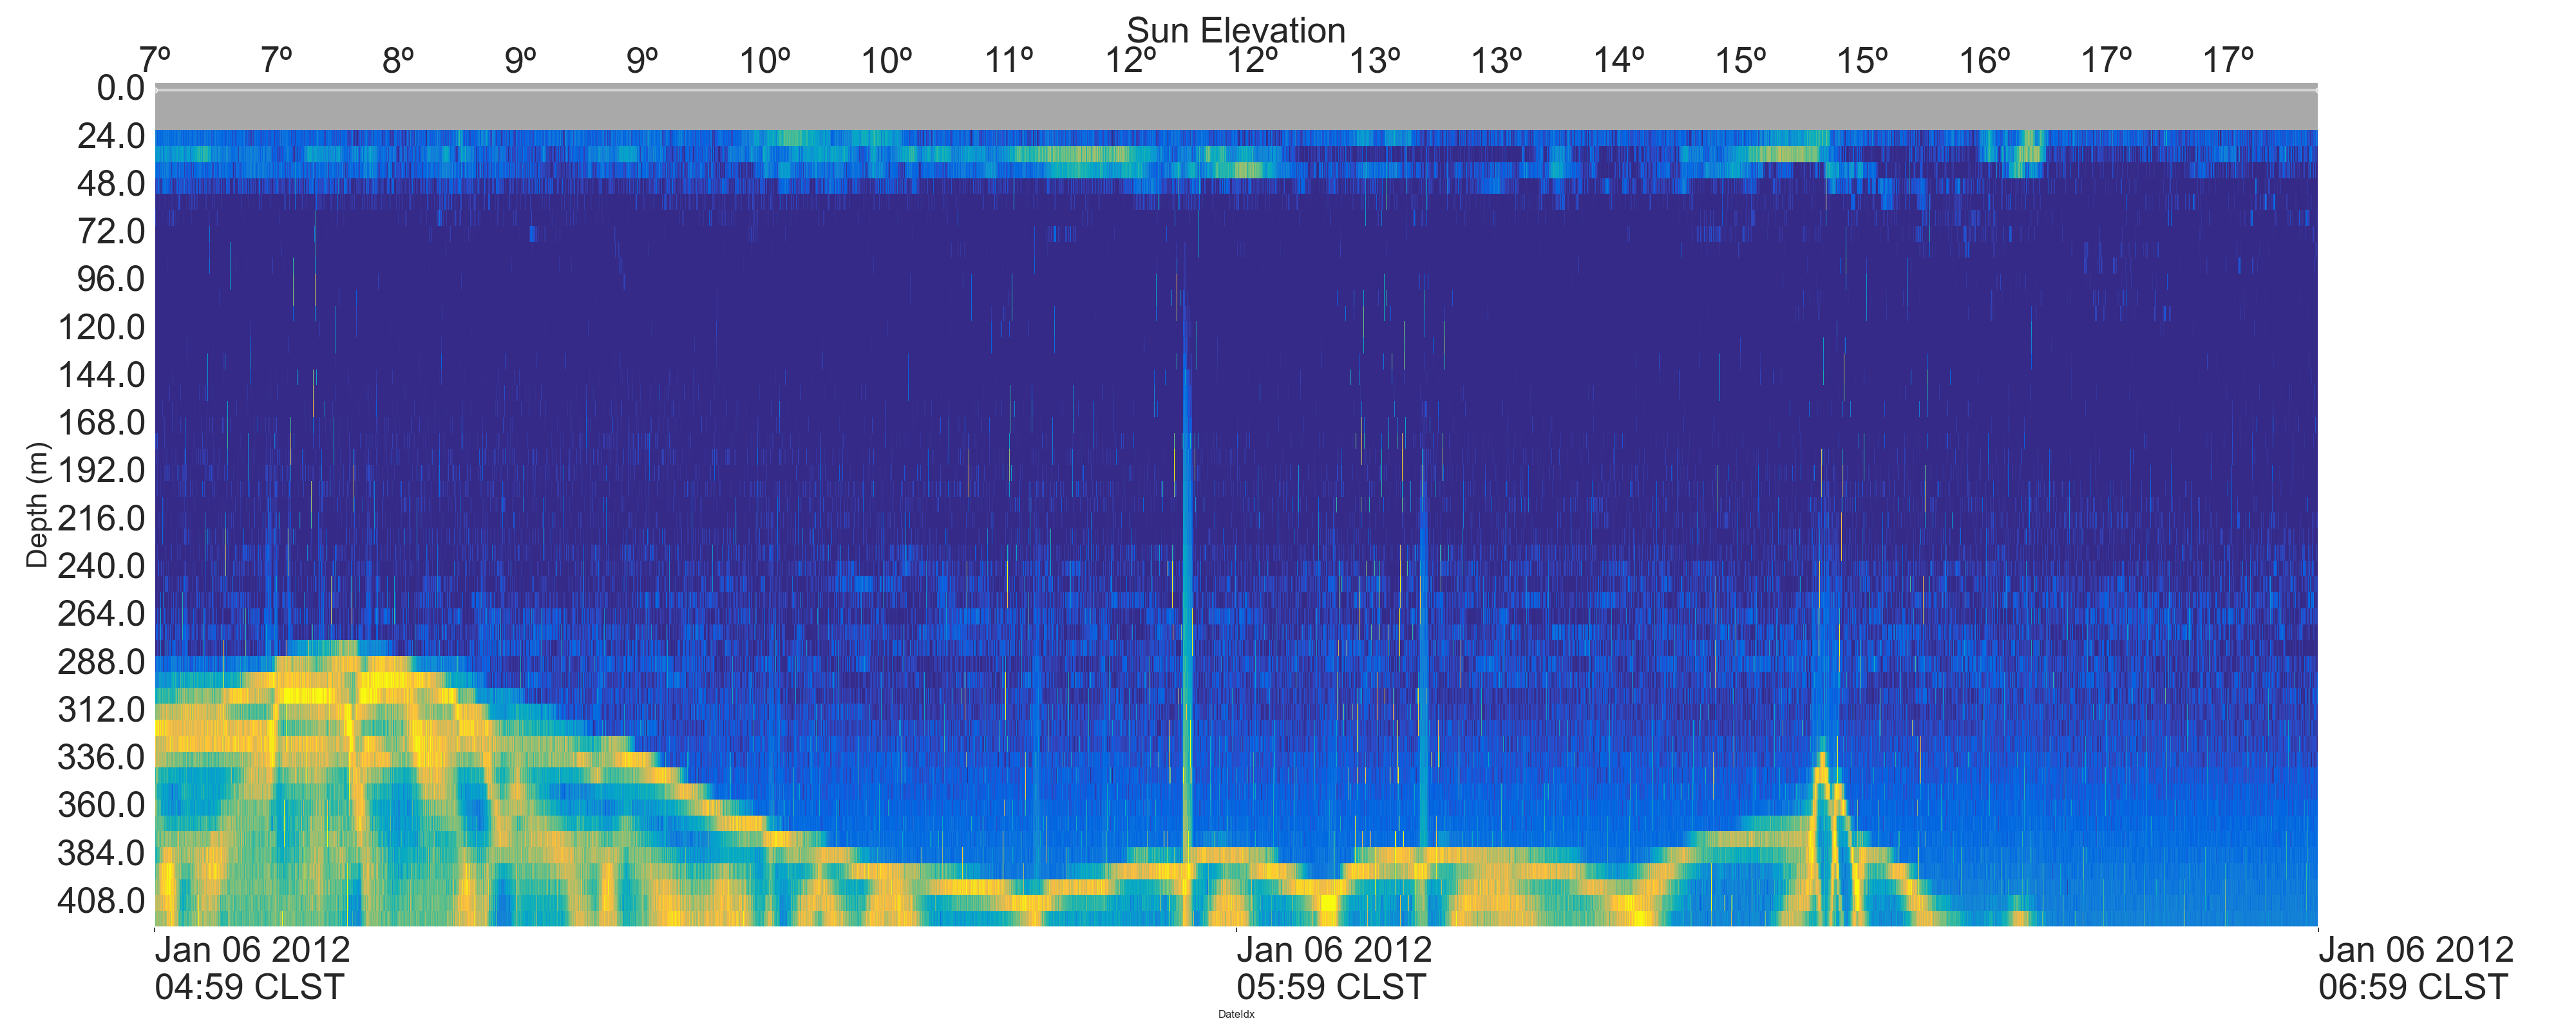 Sun Elevation
7º 7º 8º 9º 9º 10º 10º 11º 12º 12º 13º 13º 14º 15º 15º 16º 17º 17º
0.0
24.0
48.0
72.0
96.0
120.0
144.0
168.0
192.0
216.0
240.0
264.0
288.0
312.0
336.0
360.0
384.0
408.0
Depth (m)
Jan 06 2012
04:59 CLST
Jan 06 2012
05:59 CLST
Jan 06 2012
06:59 CLST
DateIdx